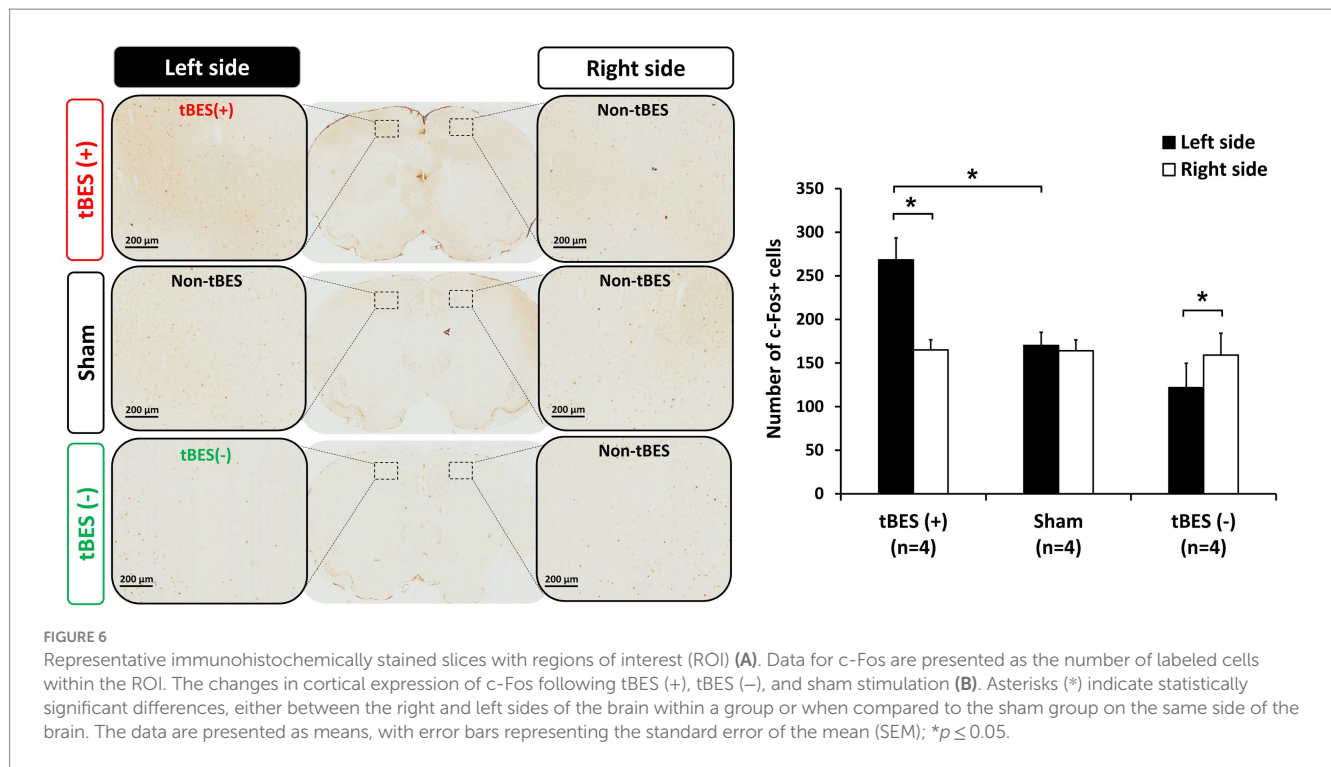 Left side
Right side
tBES (+)
tBES(+)
Non-tBES
200 µm
200 µm
Sham
Non-tBES
Non-tBES
200 µm
200 µm
tBES (-)
tBES(-)
Non-tBES
200 µm
200 µm
Left side
Right side
Number of c-Fos+ cells
350
300
250
200
150
100
50
0
*
*
*
tBES (+)
(n=4)
Sham
(n=4)
tBES (-)
(n=4)
FIGURE 6
Representative immunohistochemically stained slices with regions of interest (ROI) (A). Data for c-Fos are presented as the number of labeled cells
within the ROI. The changes in cortical expression of c-Fos following tBES (+), tBES (−), and sham stimulation (B). Asterisks (*) indicate statistically
significant differences, either between the right and left sides of the brain within a group or when compared to the sham group on the same side of the
brain. The data are presented as means, with error bars representing the standard error of the mean (SEM); *p ≤ 0.05.